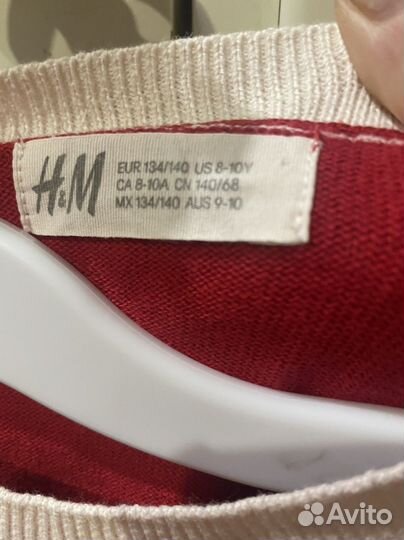 H&M
EUR 134/140 US 8-10Y
CA 8-10A CN 140/68
MX 134/140 AUS 9-10
Avito